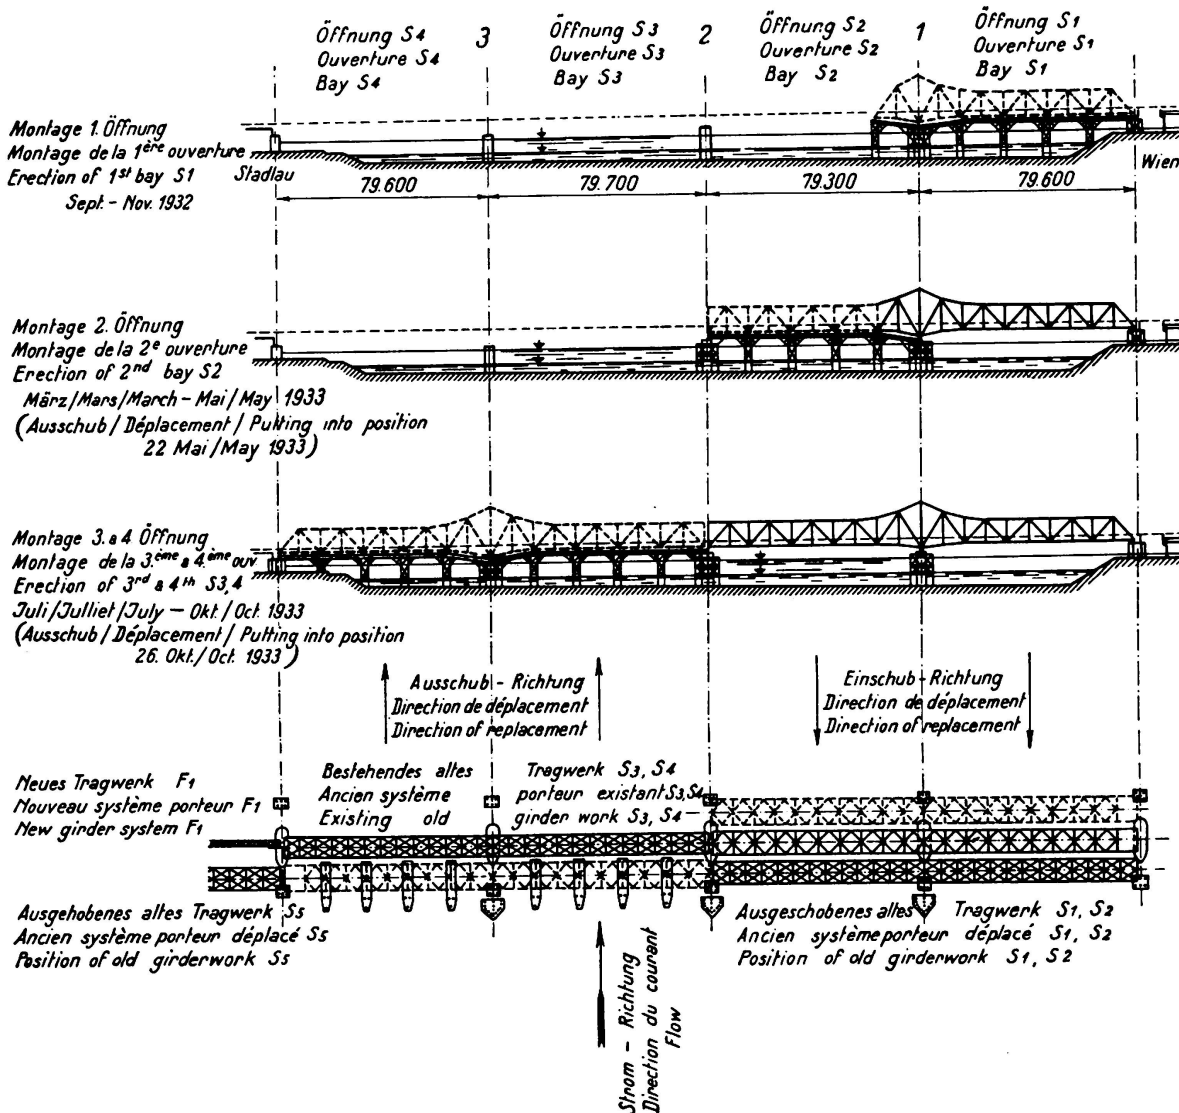 Öffnung S4
Ouverture S4
Bay S4
3
Öffnung S3
Ouverture S3
Bay S3
2
Öffnung S2
Ouverture S2
Bay S2
1
Öffnung S1
Ouverture S1
Bay S1
Montage 1. Öffnung
Montage de la 1ère ouverture
Erection of 1st bay S1
Sept. - Nov. 1932
Stadlau
Wien
79.600
79.700
79.300
79.600
Montage 2. Öffnung
Montage de la 2e ouverture
Erection of 2nd bay S2
März/Mars/March - Mai/May 1933
(Ausschub / Déplacement / Putting into position
22 Mai/May 1933)
Montage 3. a 4 Öffnung
Montage de la 3.ème a 4.ème ouv
Erection of 3rd a 4th S3,4
Juli/Julliet/July - Okt./Oct. 1933
(Ausschub / Déplacement / Putting into position
26. Okt./Oct. 1933)
Ausschub - Richtung
Direction de déplacement
Direction of replacement
Einschub - Richtung
Direction de déplacement
Direction of replacement
Neues Tragwerk F1
Nouveau système porteur F1
New girder system F1
Bestehendes altes Tragwerk S3, S4
Ancien système porteur existant S3, S4
Existing old girder work S3, S4
Ausgehobenes altes Tragwerk S5
Ancien système porteur déplacé S5
Position of old girderwork S5
Ausgeschobenes altes Tragwerk S1, S2
Ancien système porteur déplacé S1, S2
Position of old girderwork S1, S2
Strom - Richtung
Direction du courant
Flow